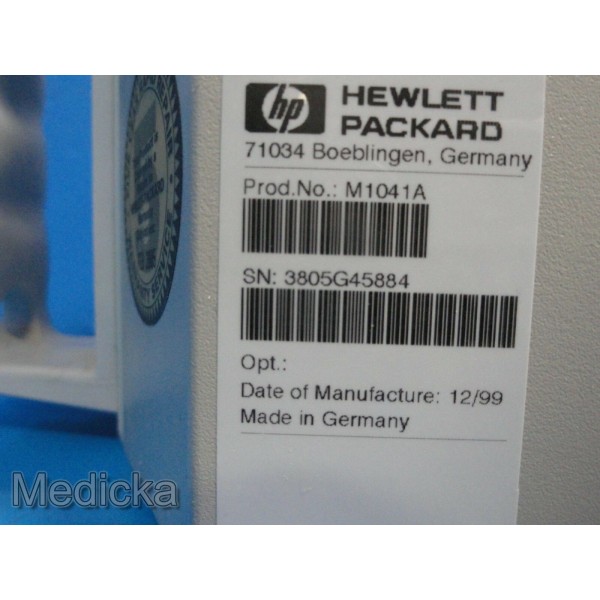 hp HEWLETT
PACKARD
71034 Boeblingen, Germany
Prod.No.: M1041A
SN: 3805G45884
Opt.:
Date of Manufacture: 12/99
Made in Germany
Medicka